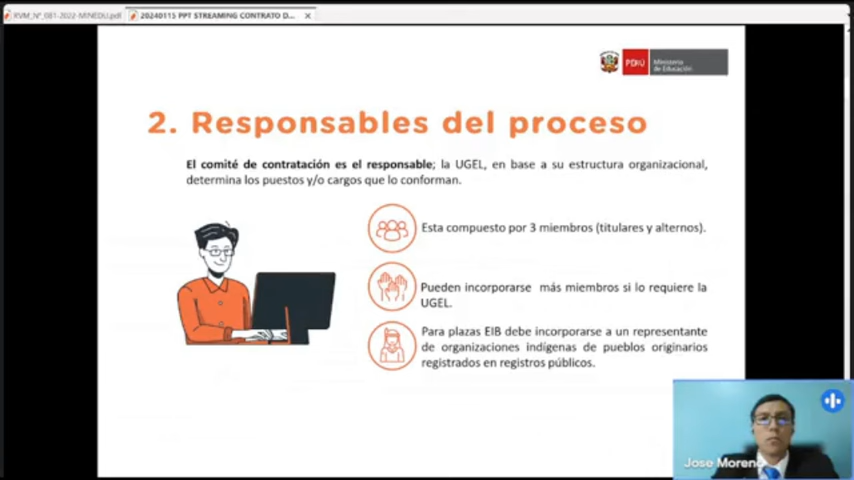 RVM_N°_081-2022-MINEDU.pdf
20240115 PPT STREAMING CONTRATO D...
PERÚ
Ministerio
de Educación
2. Responsables del proceso
El comité de contratación es el responsable; la UGEL, en base a su estructura organizacional,
determina los puestos y/o cargos que lo conforman.
Esta compuesto por 3 miembros (titulares y alternos).
Pueden incorporarse más miembros si lo requiere la
UGEL.
Para plazas EIB debe incorporarse a un representante
de organizaciones indígenas de pueblos originarios
registrados en registros públicos.
Jose Moreno